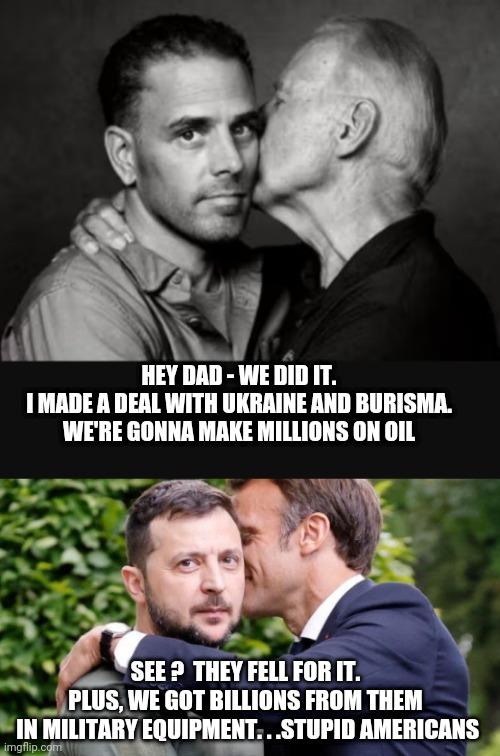 HEY DAD - WE DID IT.
I MADE A DEAL WITH UKRAINE AND BURISMA.
WE'RE GONNA MAKE MILLIONS ON OIL
SEE ?  THEY FELL FOR IT.
PLUS, WE GOT BILLIONS FROM THEM
IN MILITARY EQUIPMENT. . .STUPID AMERICANS
imgflip.com